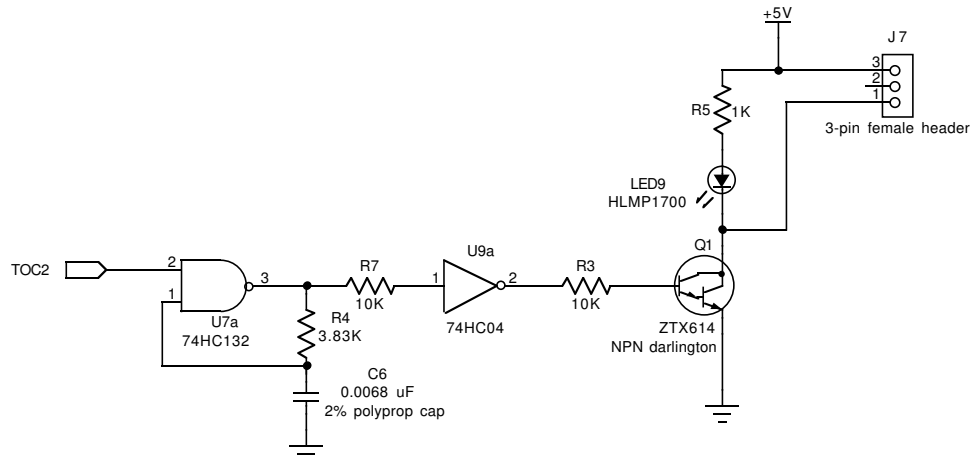 +5V
J7
3
2
1
R5
1K
3-pin female header
LED9
HLMP1700
Q1
U9a
TOC2
2
3
R7
1
2
R3
1
10K
10K
U7a
74HC132
R4
3.83K
74HC04
ZTX614
NPN darlington
C6
0.0068 uF
2% polyprop cap